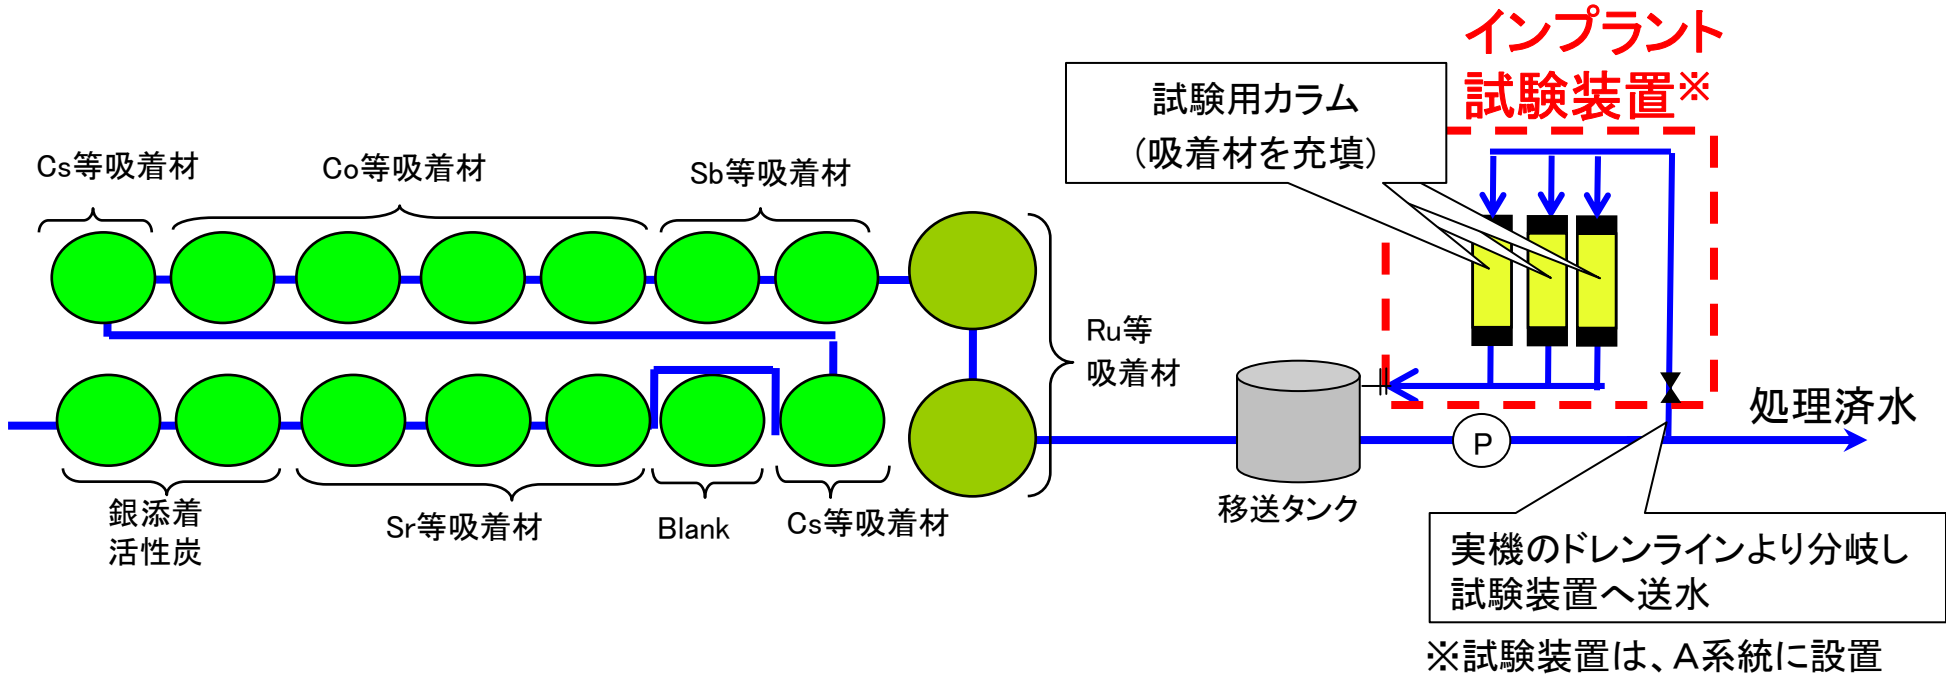 インプラント
試験装置※
試験用カラム
(吸着材を充填)
Cs等吸着材
Co等吸着材
Sb等吸着材
Ru等
吸着材
処理済水
P
移送タンク
銀添着
活性炭
Sr等吸着材
Blank
Cs等吸着材
実機のドレンラインより分岐し
試験装置へ送水
※試験装置は、A系統に設置